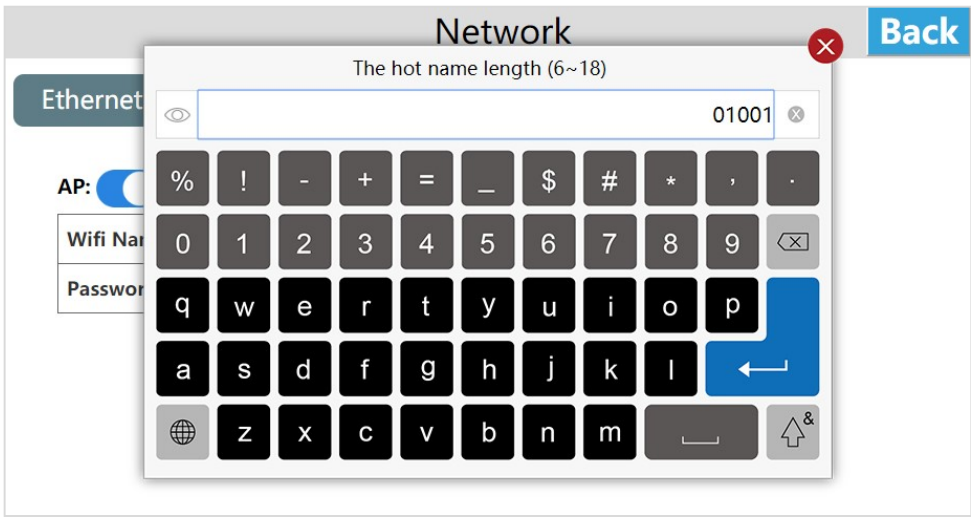 Network
Back
The hot name length (6~18)
Ethernet
01001
AP:
% ! - + = _ $ # * , .
Wifi Nar
0 1 2 3 4 5 6 7 8 9
Passwor
q w e r t y u i o p
a s d f g h j k l
z x c v b n m
&